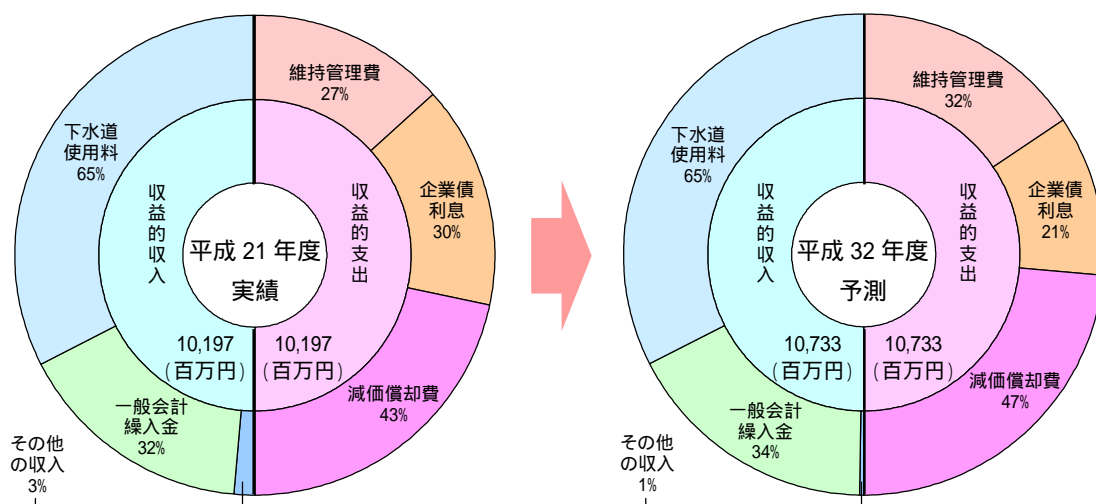 維持管理費
27%
下水道
使用料
65%
企業債
利息
30%
収益的収入
収益的支出
平成 21 年度
実績
10,197
(百万円)
10,197
(百万円)
減価償却費
43%
一般会計
繰入金
32%
その他
の収入
3%
維持管理費
32%
下水道
使用料
65%
企業債
利息
21%
収益的収入
収益的支出
平成 32 年度
予測
10,733
(百万円)
10,733
(百万円)
減価償却費
47%
一般会計
繰入金
34%
その他
の収入
1%